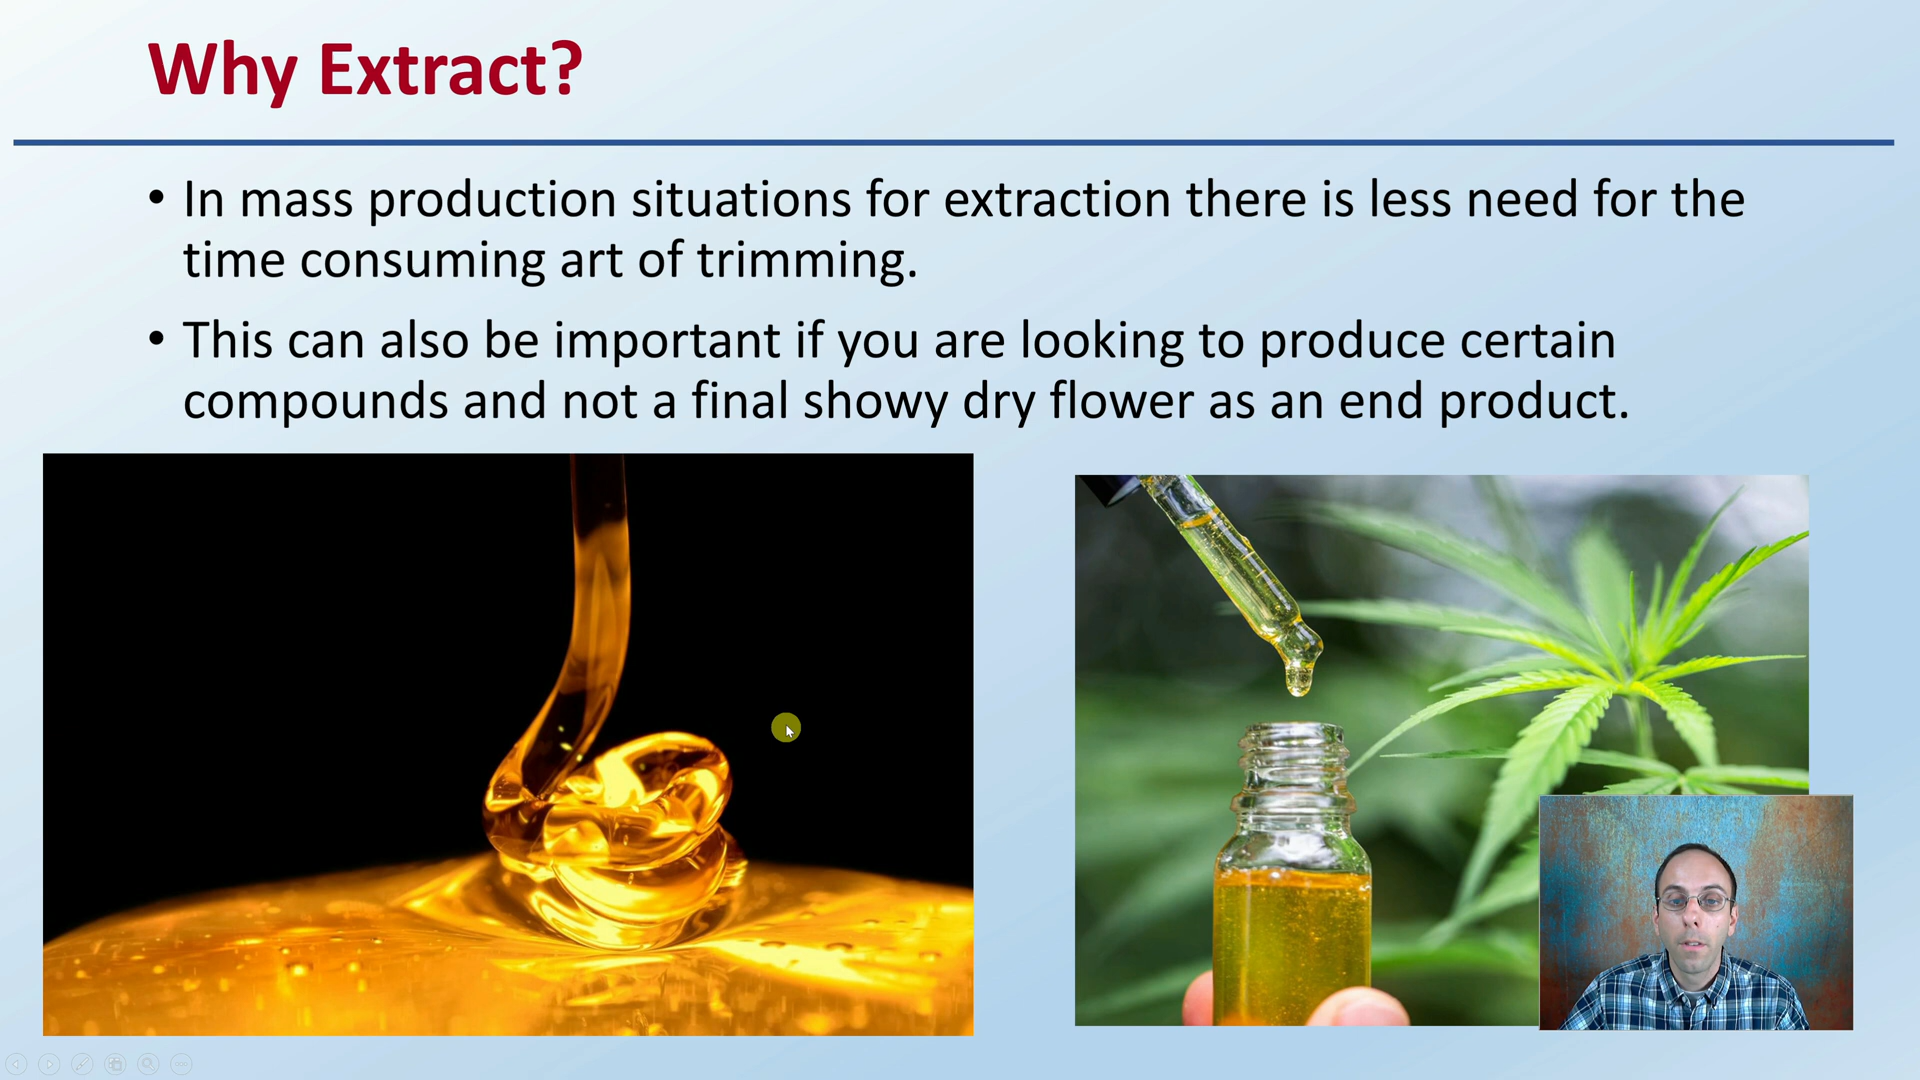 Why Extract?
• In mass production situations for extraction there is less need for the
time consuming art of trimming.
• This can also be important if you are looking to produce certain
compounds and not a final showy dry flower as an end product.